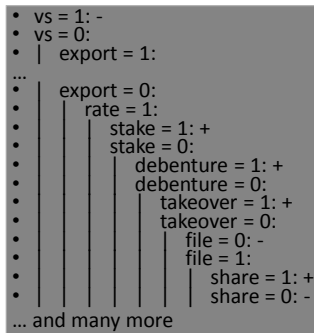 • vs = 1: -
• vs = 0:
• | export = 1:
…
• | export = 0:
• | | rate = 1:
• | | | stake = 1: +
• | | | stake = 0:
• | | | | debenture = 1: +
• | | | | debenture = 0:
• | | | | | takeover = 1: +
• | | | | | takeover = 0:
• | | | | | | file = 0: -
• | | | | | | file = 1:
• | | | | | | | share = 1: +
• | | | | | | | share = 0: -
… and many more